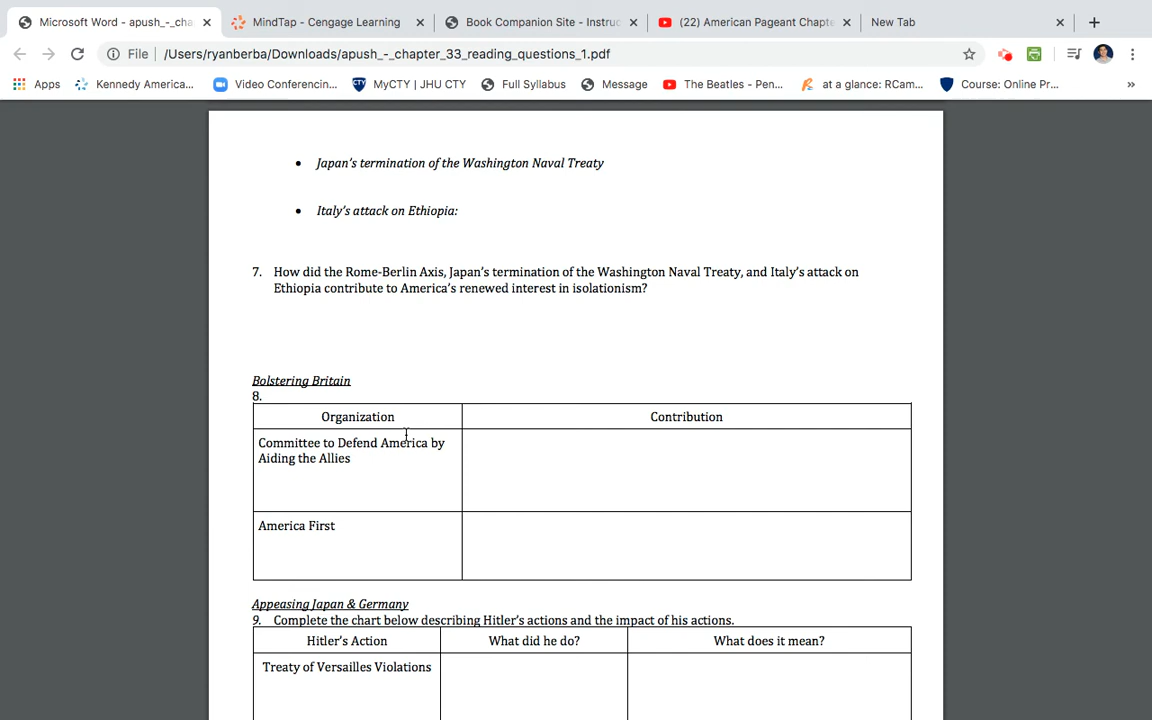 Microsoft Word - apush_-_cha
MindTap - Cengage Learning
Book Companion Site - Instruc
(22) American Pageant Chapte
New Tab
File
/Users/ryanberba/Downloads/apush_-_chapter_33_reading_questions_1.pdf
Apps
Kennedy America...
Video Conferencin...
MyCTY | JHU CTY
Full Syllabus
Message
The Beatles - Pen...
at a glance: RCam...
Course: Online Pr...
»
• Japan's termination of the Washington Naval Treaty
• Italy's attack on Ethiopia:
7. How did the Rome-Berlin Axis, Japan's termination of the Washington Naval Treaty, and Italy's attack on
Ethiopia contribute to America's renewed interest in isolationism?
Bolstering Britain
8.
Organization
Contribution
Committee to Defend America by
Aiding the Allies
America First
Appeasing Japan & Germany
9. Complete the chart below describing Hitler's actions and the impact of his actions.
Hitler's Action
What did he do?
What does it mean?
Treaty of Versailles Violations